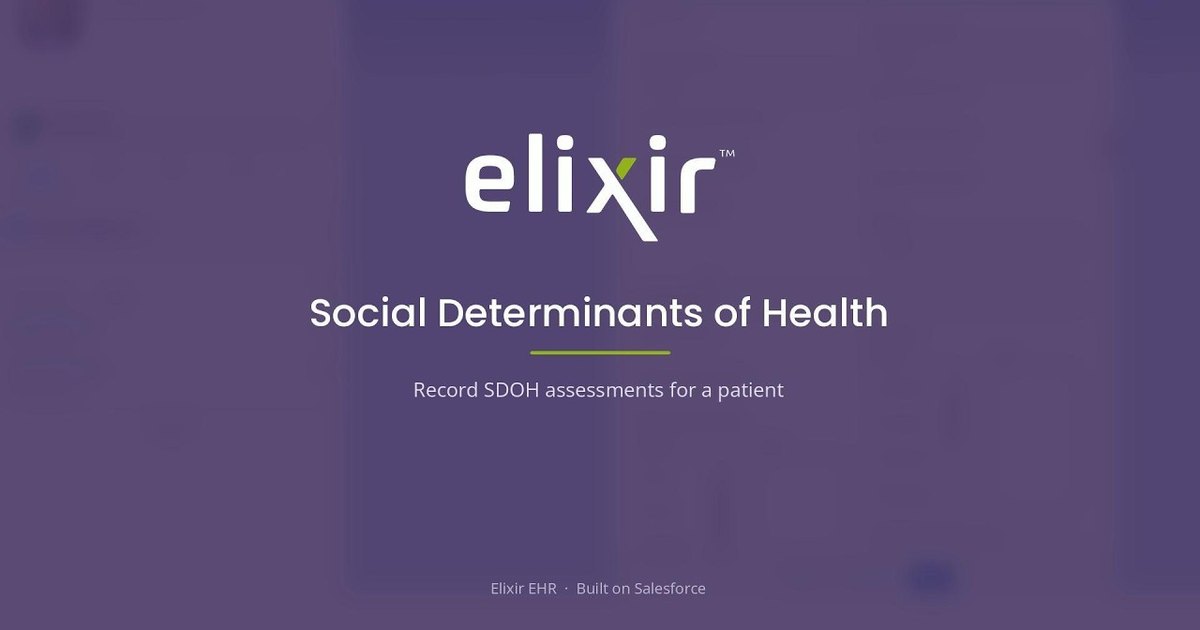 elixir™
Social Determinants of Health
Record SDOH assessments for a patient
Elixir EHR · Built on Salesforce